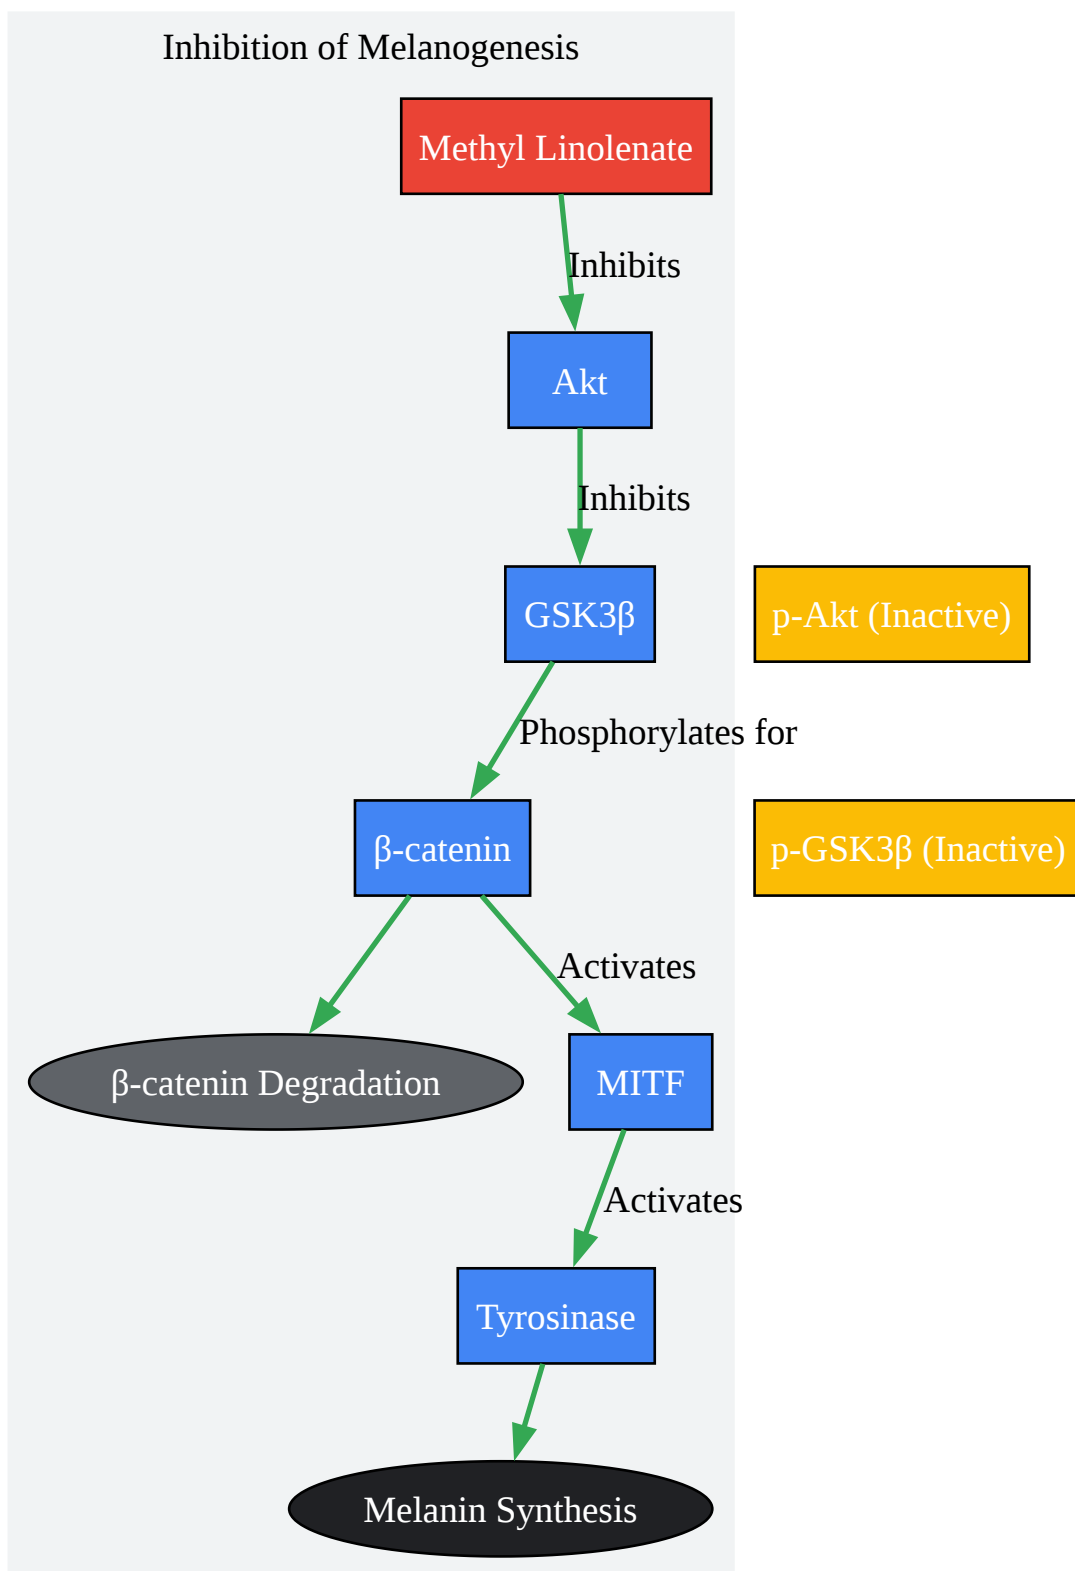 Inhibition of Melanogenesis
Methyl Linolenate
Inhibits
Akt
Inhibits
GSK3β
p-Akt (Inactive)
Phosphorylates for
β-catenin
p-GSK3β (Inactive)
Activates
β-catenin Degradation
MITF
Activates
Tyrosinase
Melanin Synthesis